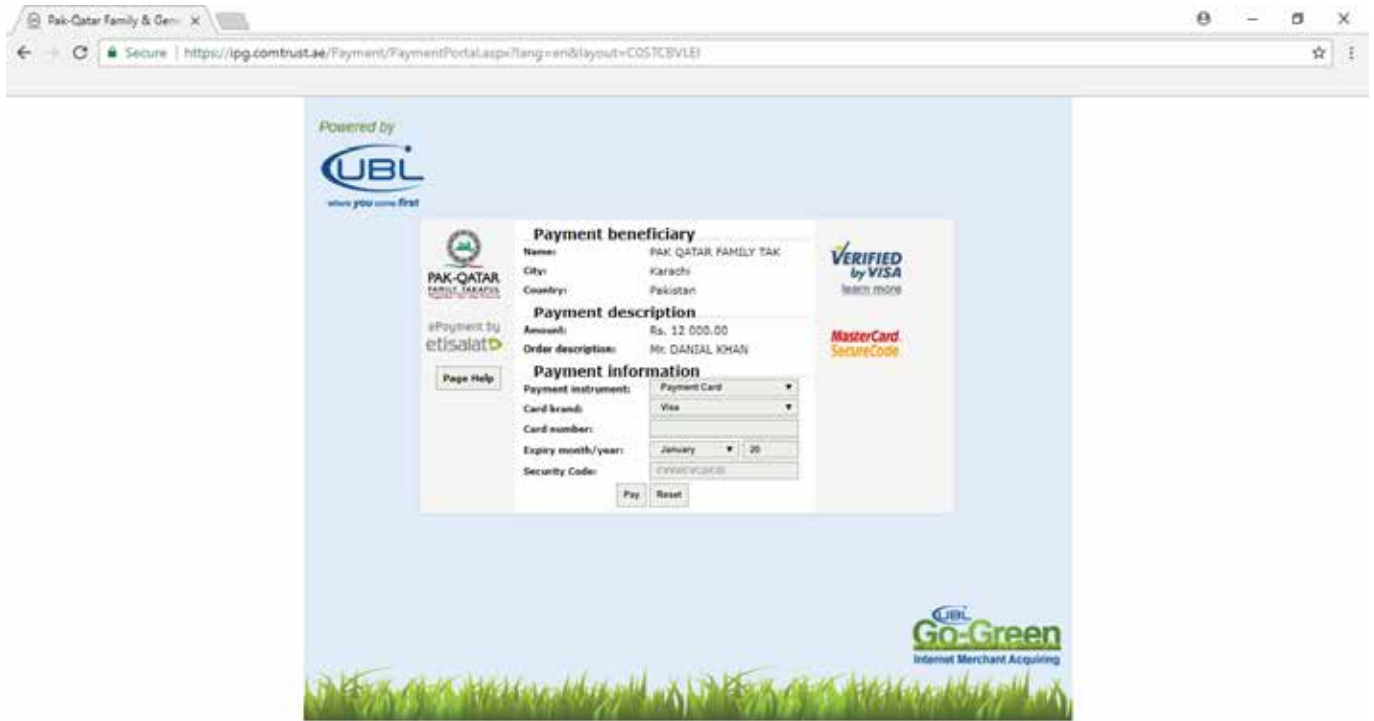 Pak-Qatar Family & Gen
Secure | https://ipg.comtrust.ae/Payment/PaymentPortal.aspx?lang=en&layout=C0STCBVLEI
Powered by
UBL
where you come first
PAK-QATAR
FAMILY TAKAFUL
Together for the Future
ePayment by
etisalat
Page Help
Payment beneficiary
Name: PAK QATAR FAMILY TAK
City: Karachi
Country: Pakistan
Payment description
Amount: Rs. 12 000.00
Order description: Mr. DANIAL KHAN
Payment information
Payment instrument: Payment Card
Card brand: Visa
Card number:
Expiry month/year: January 20
Security Code:
Pay Reset
VERIFIED
by VISA
learn more
MasterCard.
SecureCode.
UBL
Go-Green
Internet Merchant Acquiring